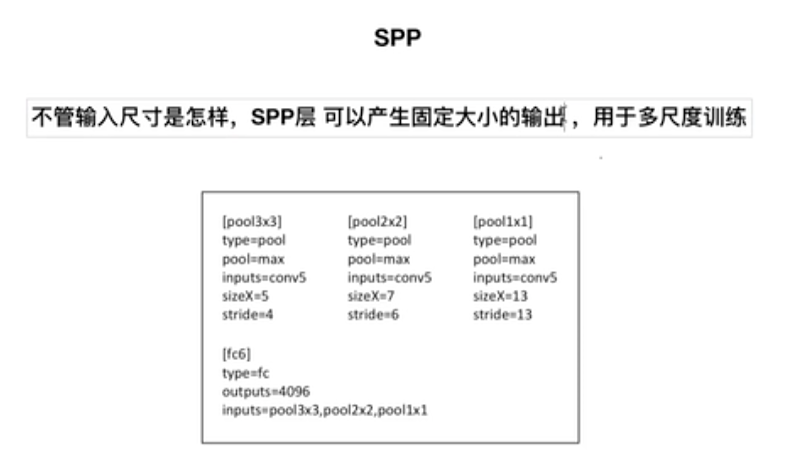 SPP
不管输入尺寸是怎样，SPP层 可以产生固定大小的输出，用于多尺度训练
[pool3x3] [pool2x2] [pool1x1]
type=pool type=pool type=pool
pool=max pool=max pool=max
inputs=conv5 inputs=conv5 inputs=conv5
sizeX=5 sizeX=7 sizeX=13
stride=4 stride=6 stride=13
[fc6]
type=fc
outputs=4096
inputs=pool3x3,pool2x2,pool1x1